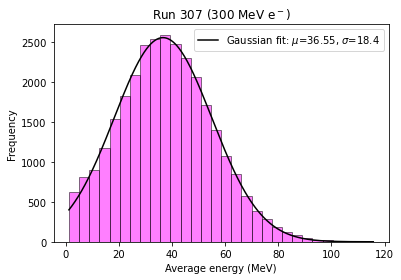 Run 307 (300 MeV e⁻)
Gaussian fit: μ=36.55, σ=18.4
Frequency
2500
2000
1500
1000
500
0
0 20 40 60 80 100 120
Average energy (MeV)